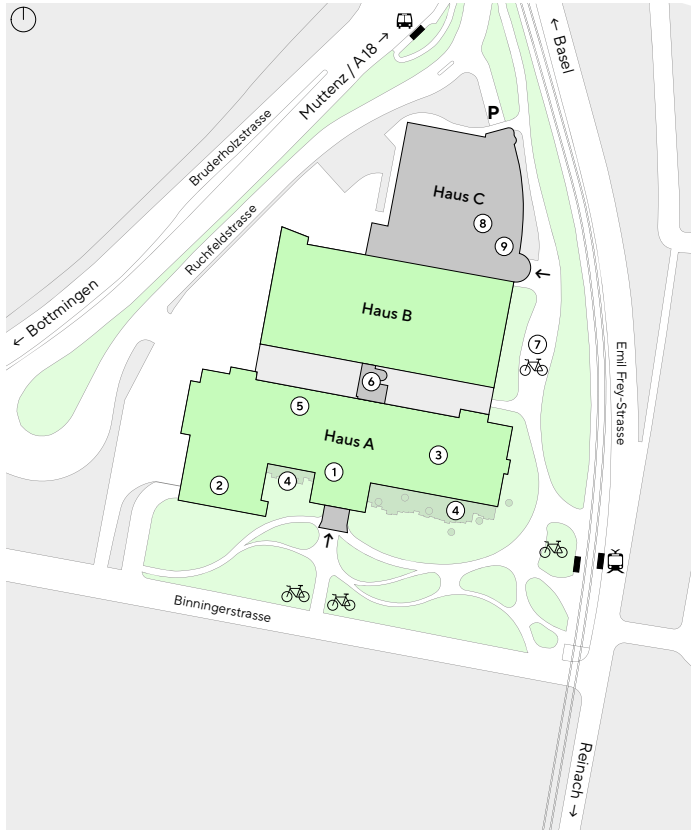 Muttenz / A 18 →
← Basel
P
Bruderholzstrasse
Haus C
8
9
Ruchfeldstrasse
←
← Bottmingen
Haus B
7
Emil Frey-Strasse
6
5
Haus A
3
1
2
4
4
↑
Binningerstrasse
Reinach →